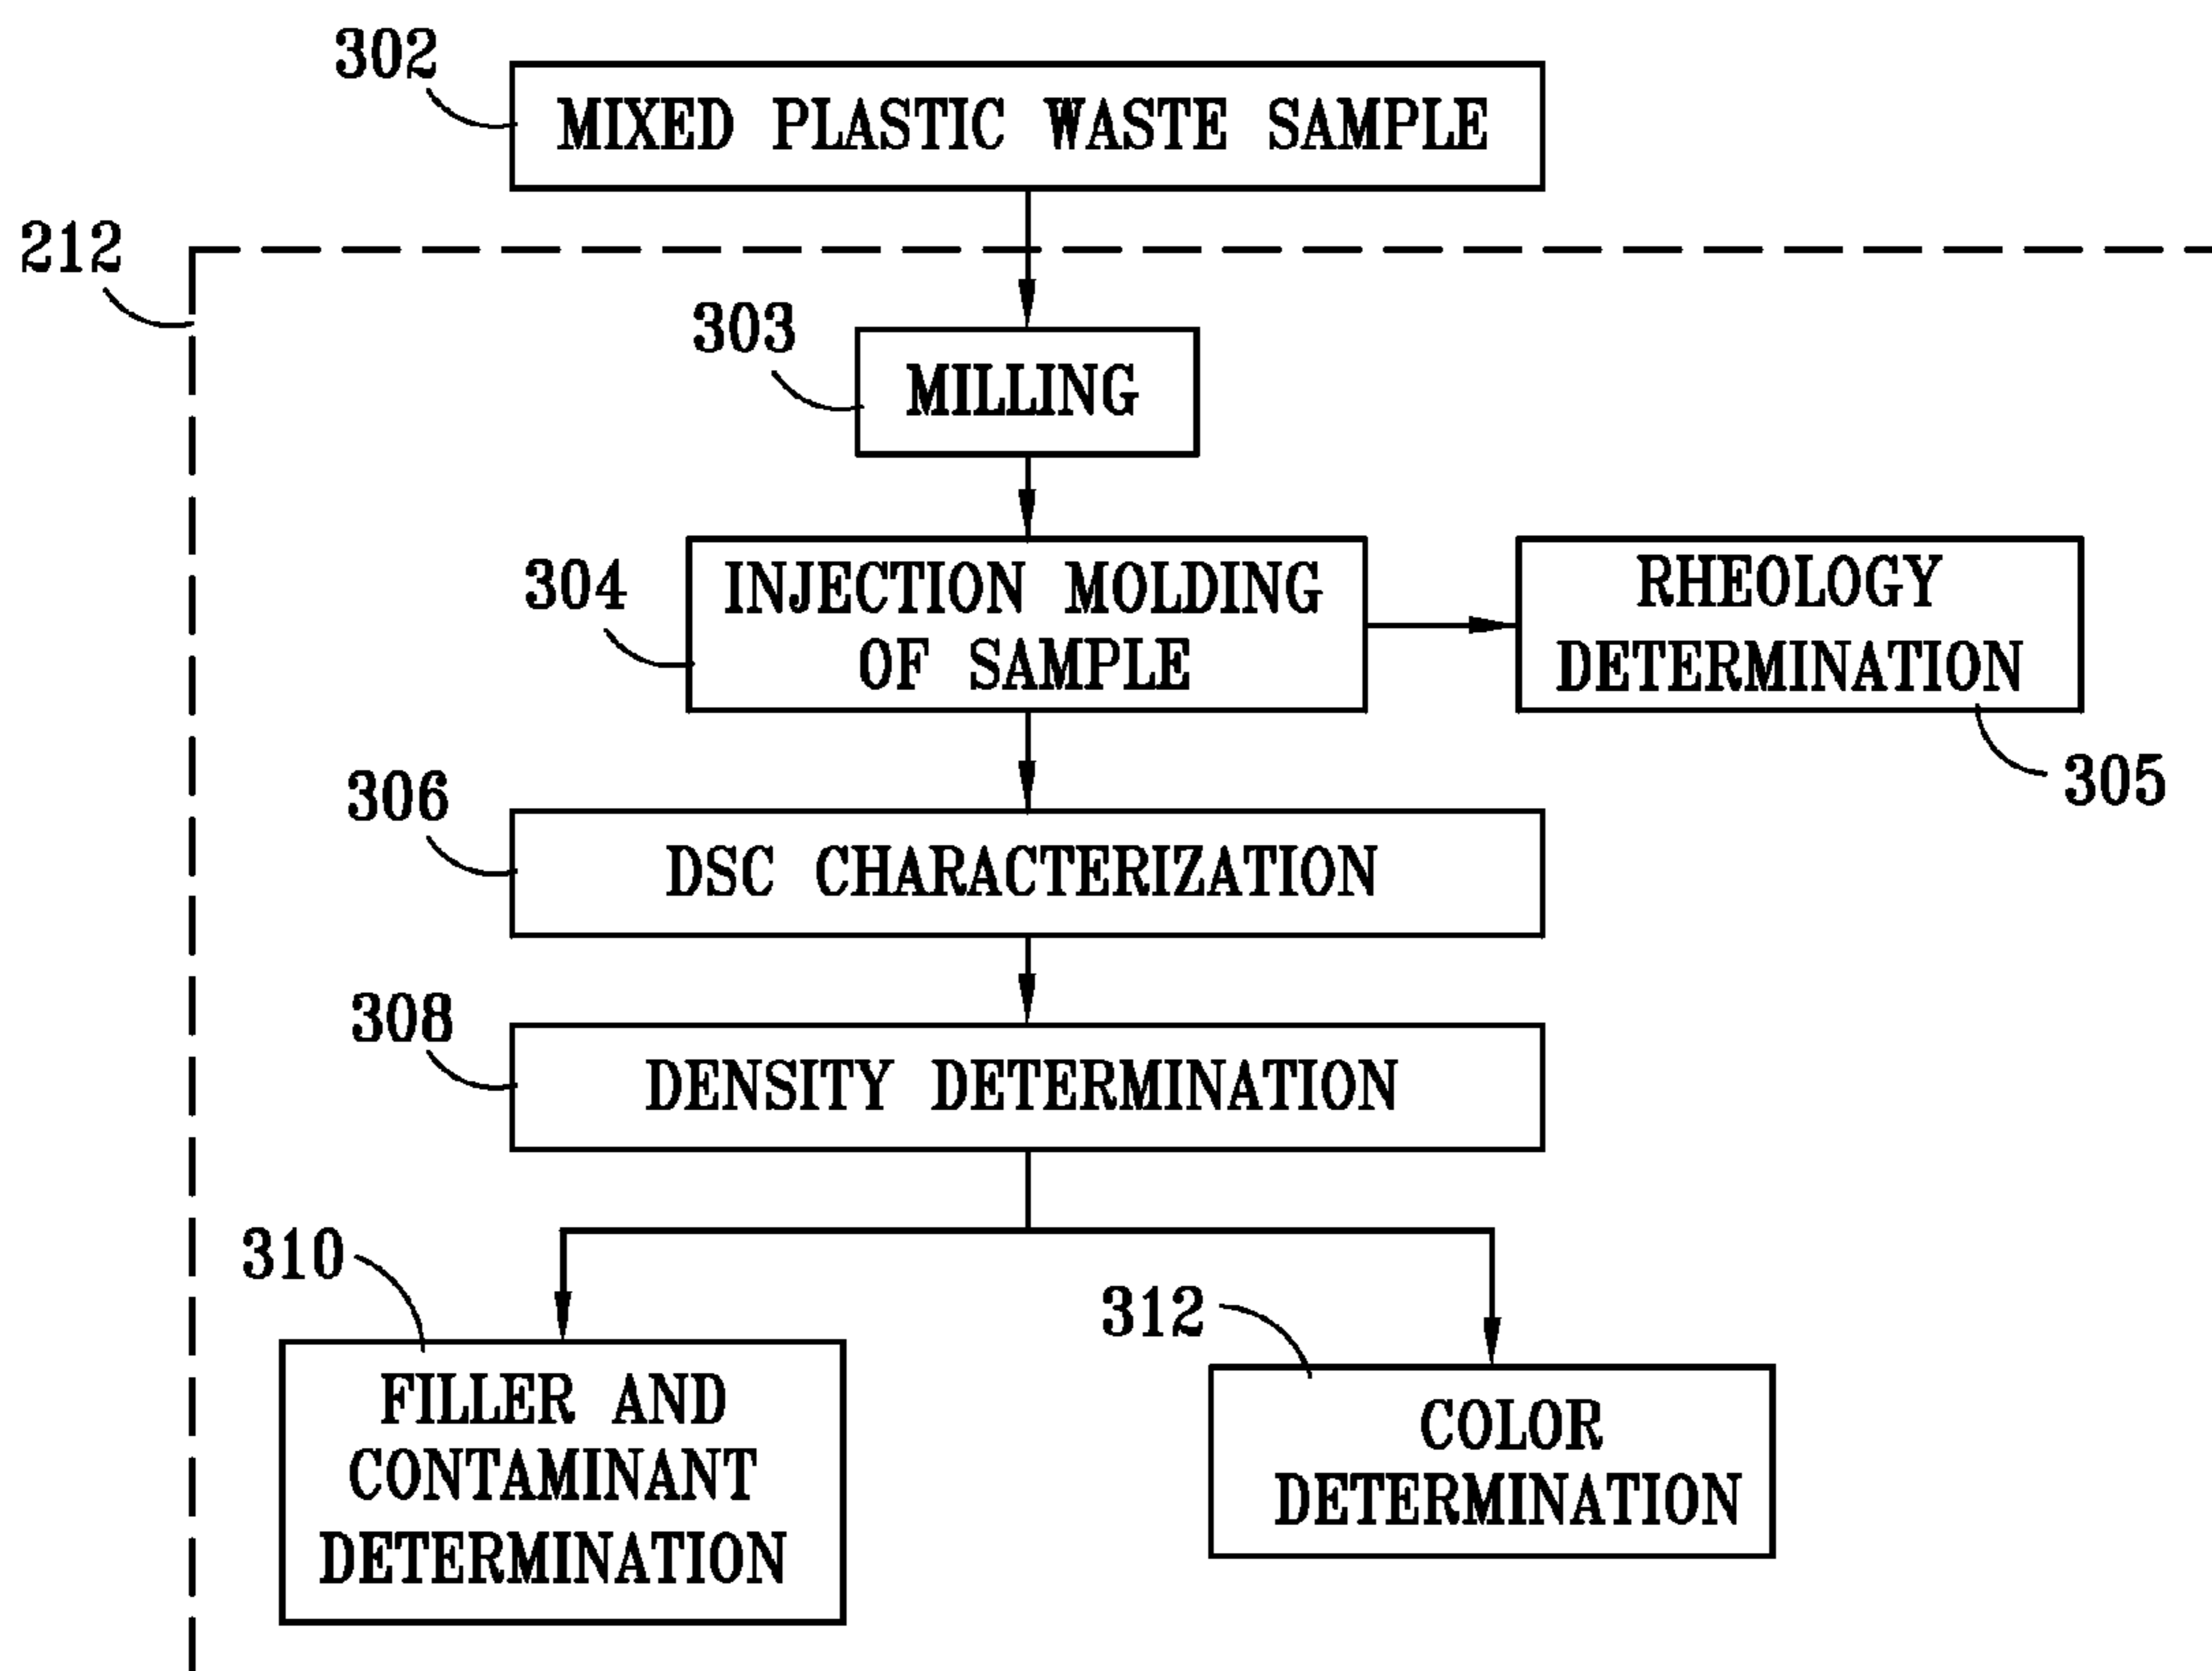 302
MIXED PLASTIC WASTE SAMPLE
212
303
MILLING
304
INJECTION MOLDING
OF SAMPLE
RHEOLOGY
DETERMINATION
305
306
DSC CHARACTERIZATION
308
DENSITY DETERMINATION
310
FILLER AND
CONTAMINANT
DETERMINATION
312
COLOR
DETERMINATION